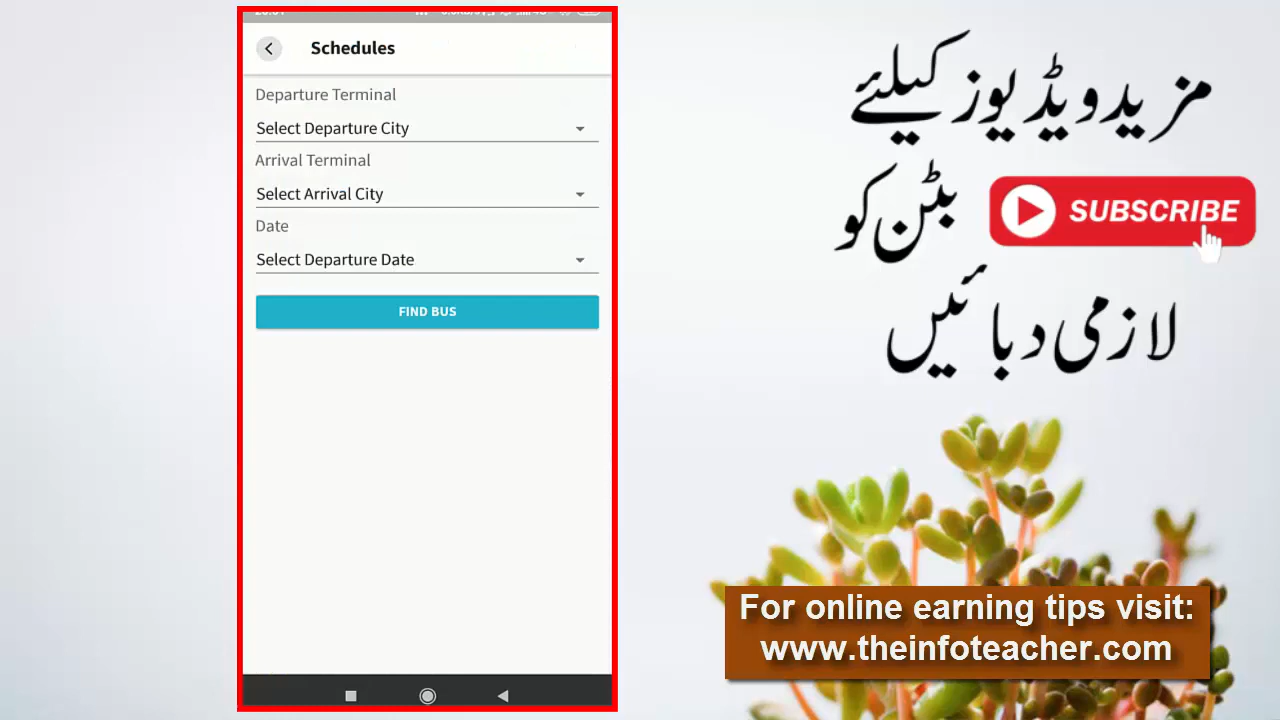 Schedules
Departure Terminal
Select Departure City
Arrival Terminal
Select Arrival City
Date
Select Departure Date
FIND BUS
مزید ویڈیوز کیلئے
SUBSCRIBE بٹن کو
لازمی دبائیں
For online earning tips visit:
www.theinfoteacher.com